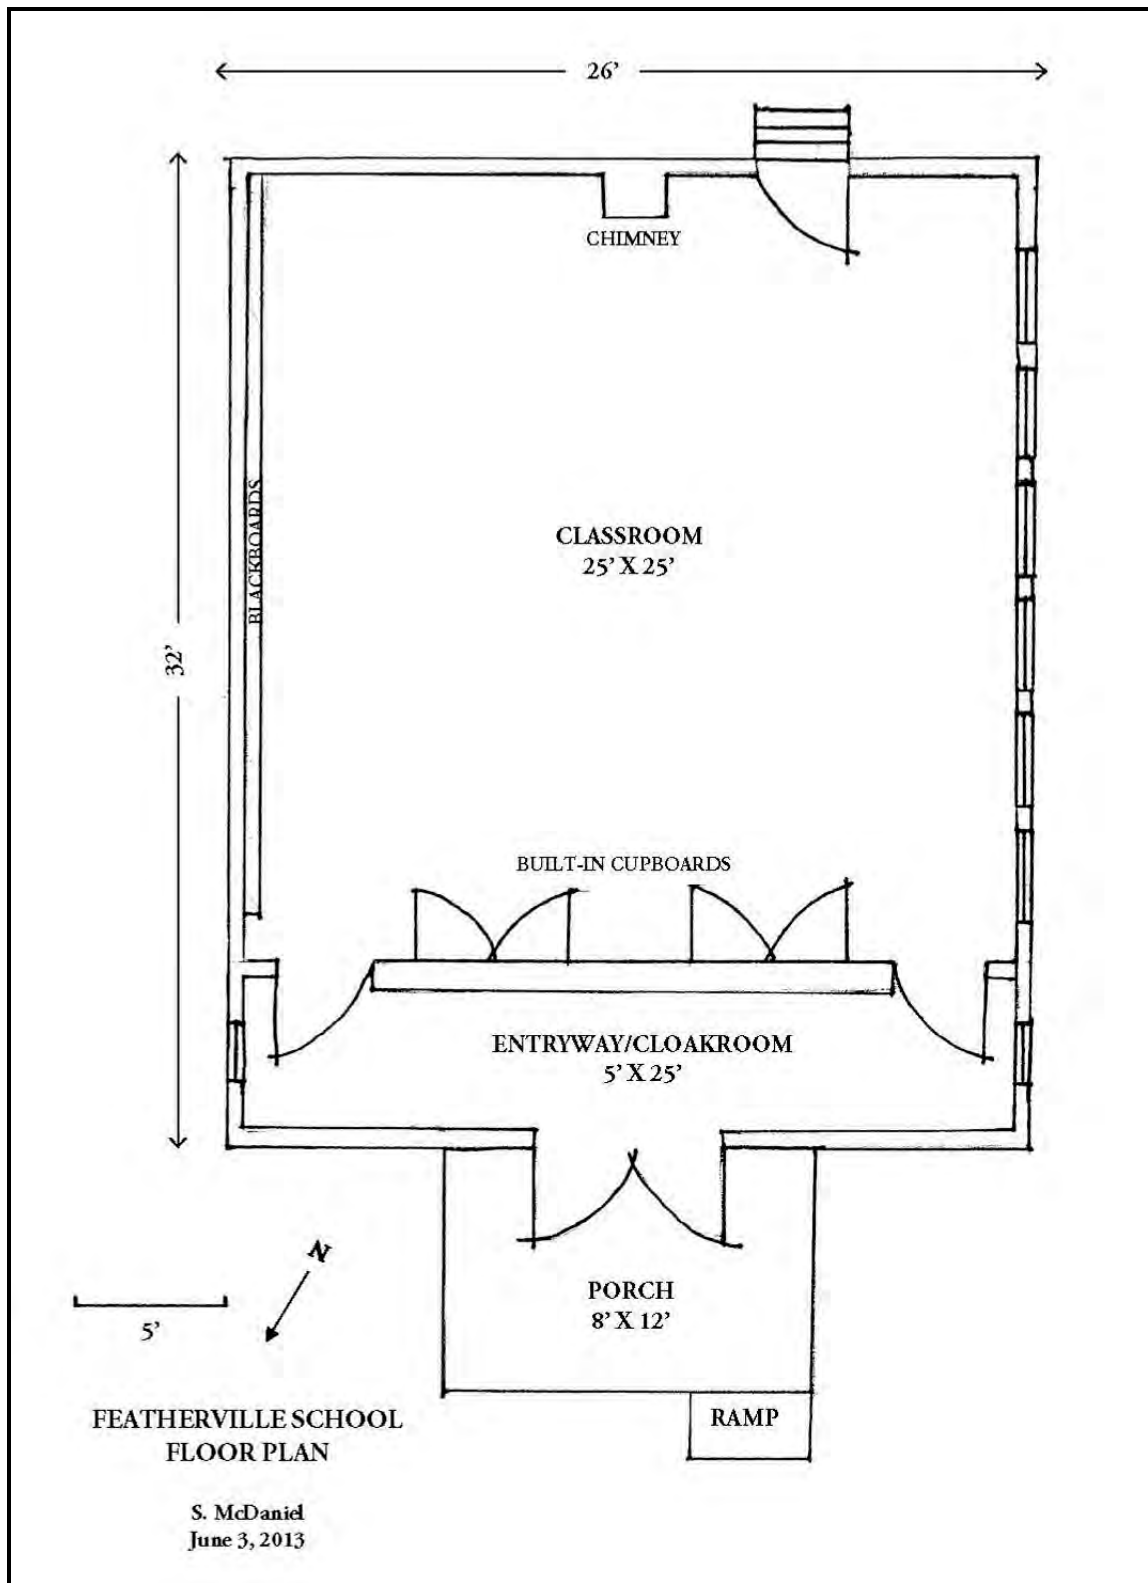 26'
CHIMNEY
BLACKBOARDS
CLASSROOM
25' X 25'
32'
BUILT-IN CUPBOARDS
ENTRYWAY/CLOAKROOM
5' X 25'
N
PORCH
8' X 12'
5'
RAMP
FEATHERVILLE SCHOOL
FLOOR PLAN
S. McDaniel
June 3, 2013